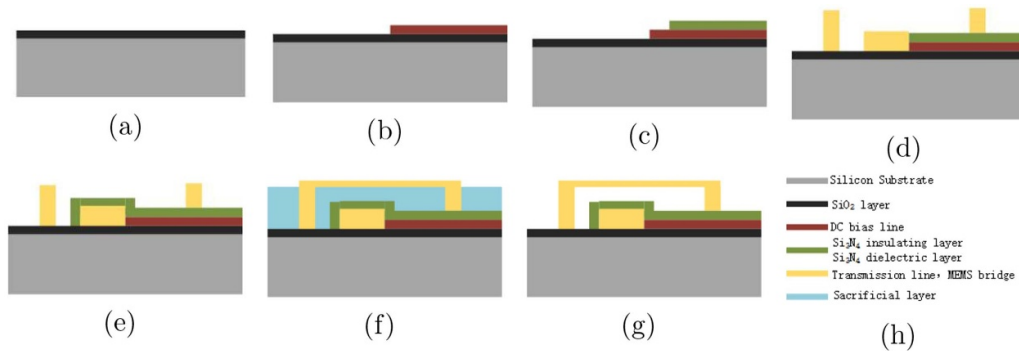 (a)
(b)
(c)
(d)
(e)
(f)
(g)
Silicon Substrate
SiO₂ layer
DC bias line
Si₃N₄ insulating layer
Si₃N₄ dielectric layer
Transmission line, MEMS bridge
Sacrificial layer
(h)